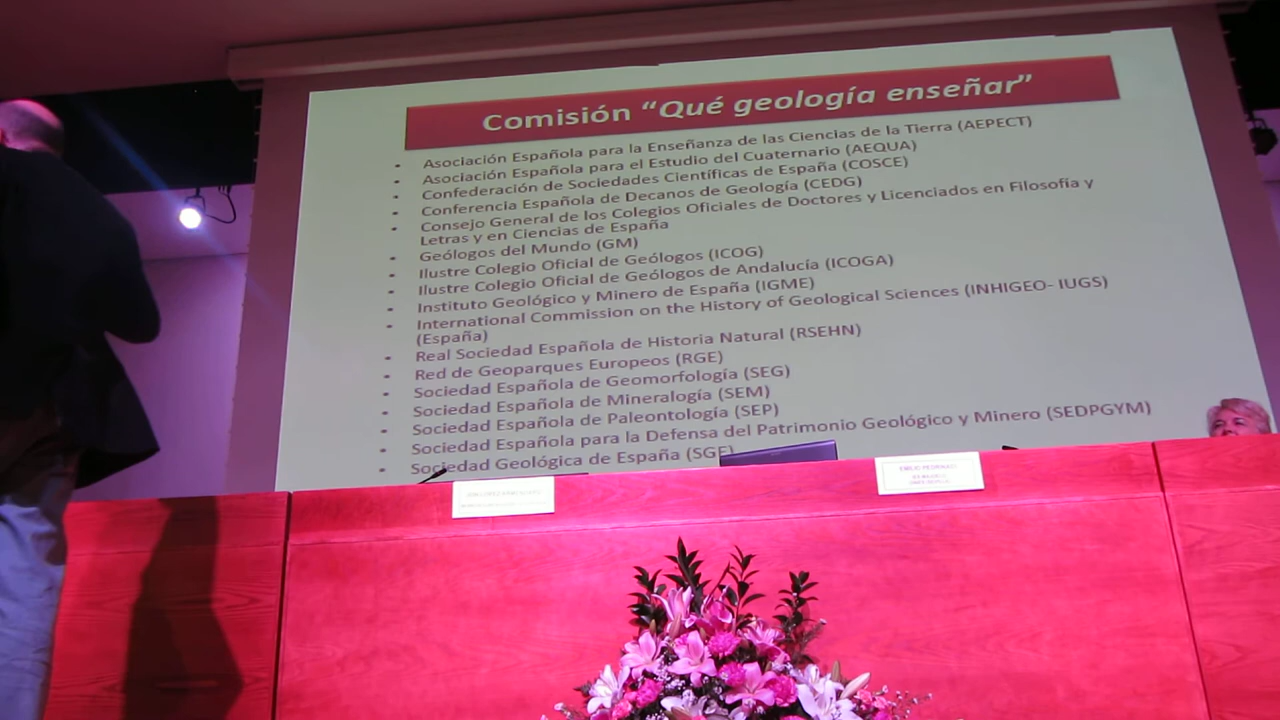 Comisión “Qué geología enseñar”
• Asociación Española para la Enseñanza de las Ciencias de la Tierra (AEPECT)
• Asociación Española para el Estudio del Cuaternario (AEQUA)
• Confederación de Sociedades Científicas de España (COSCE)
• Conferencia Española de Decanos de Geología (CEDG)
• Consejo General de los Colegios Oficiales de Doctores y Licenciados en Filosofía y
Letras y en Ciencias de España
• Geólogos del Mundo (GM)
• Ilustre Colegio Oficial de Geólogos (ICOG)
• Ilustre Colegio Oficial de Geólogos de Andalucía (ICOGA)
• Instituto Geológico y Minero de España (IGME)
• International Commission on the History of Geological Sciences (INHIGEO- IUGS)
(España)
• Real Sociedad Española de Historia Natural (RSEHN)
• Red de Geoparques Europeos (RGE)
• Sociedad Española de Geomorfología (SEG)
• Sociedad Española de Mineralogía (SEM)
• Sociedad Española de Paleontología (SEP)
• Sociedad Española para la Defensa del Patrimonio Geológico y Minero (SEDPGYM)
• Sociedad Geológica de España (SGE)
EMILIO PEDRINACI